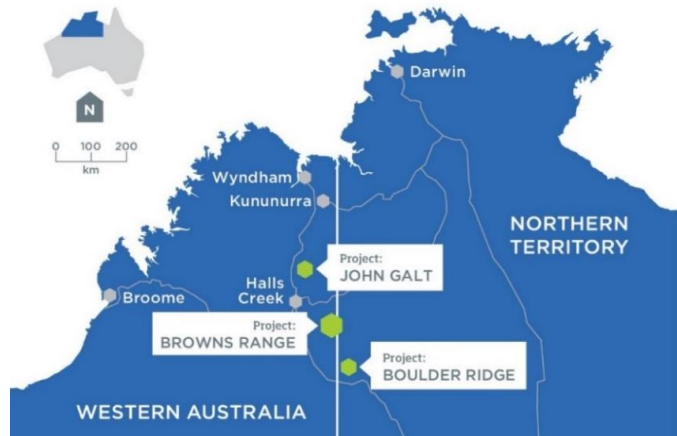 N
0 100 200
km
Darwin
Wyndham
Kununurra
NORTHERN
TERRITORY
Project:
JOHN GALT
Halls
Creek
Broome
Project:
BROWNS RANGE
Project:
BOULDER RIDGE
WESTERN AUSTRALIA